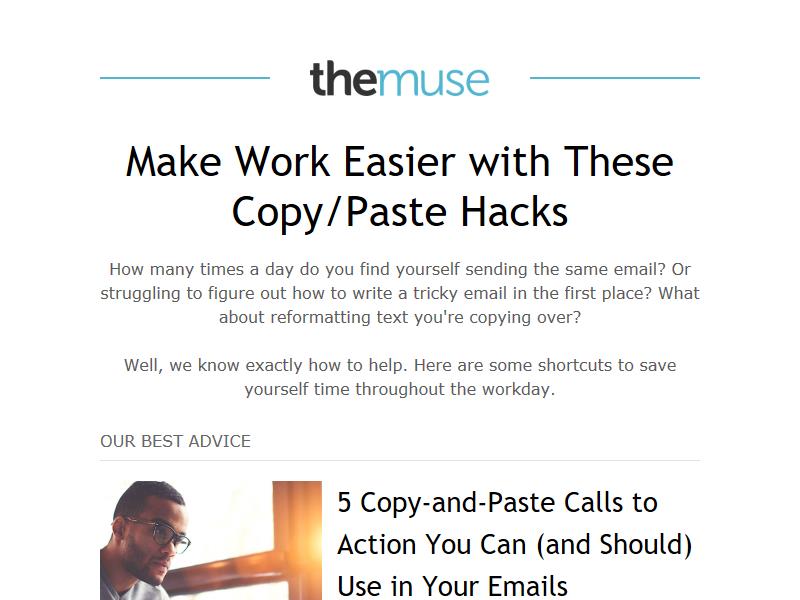 themuse
Make Work Easier with These
Copy/Paste Hacks
How many times a day do you find yourself sending the same email? Or
struggling to figure out how to write a tricky email in the first place? What
about reformatting text you're copying over?
Well, we know exactly how to help. Here are some shortcuts to save
yourself time throughout the workday.
OUR BEST ADVICE
5 Copy-and-Paste Calls to
Action You Can (and Should)
Use in Your Emails